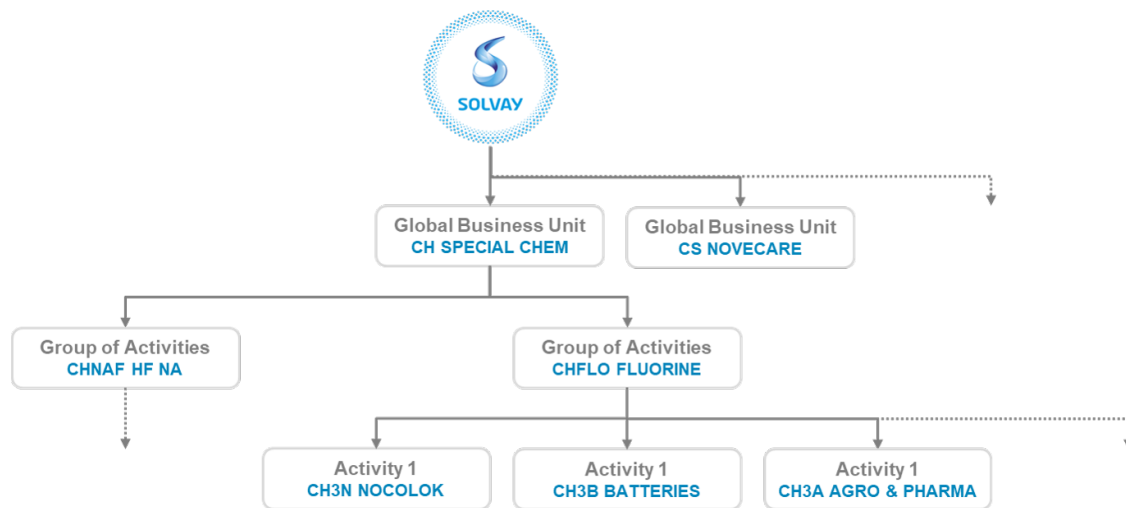 SOLVAY
Global Business Unit
CH SPECIAL CHEM
Global Business Unit
CS NOVECARE
Group of Activities
CHNAF HF NA
Group of Activities
CHFLO FLUORINE
Activity 1
CH3N NOCOLOK
Activity 1
CH3B BATTERIES
Activity 1
CH3A AGRO & PHARMA